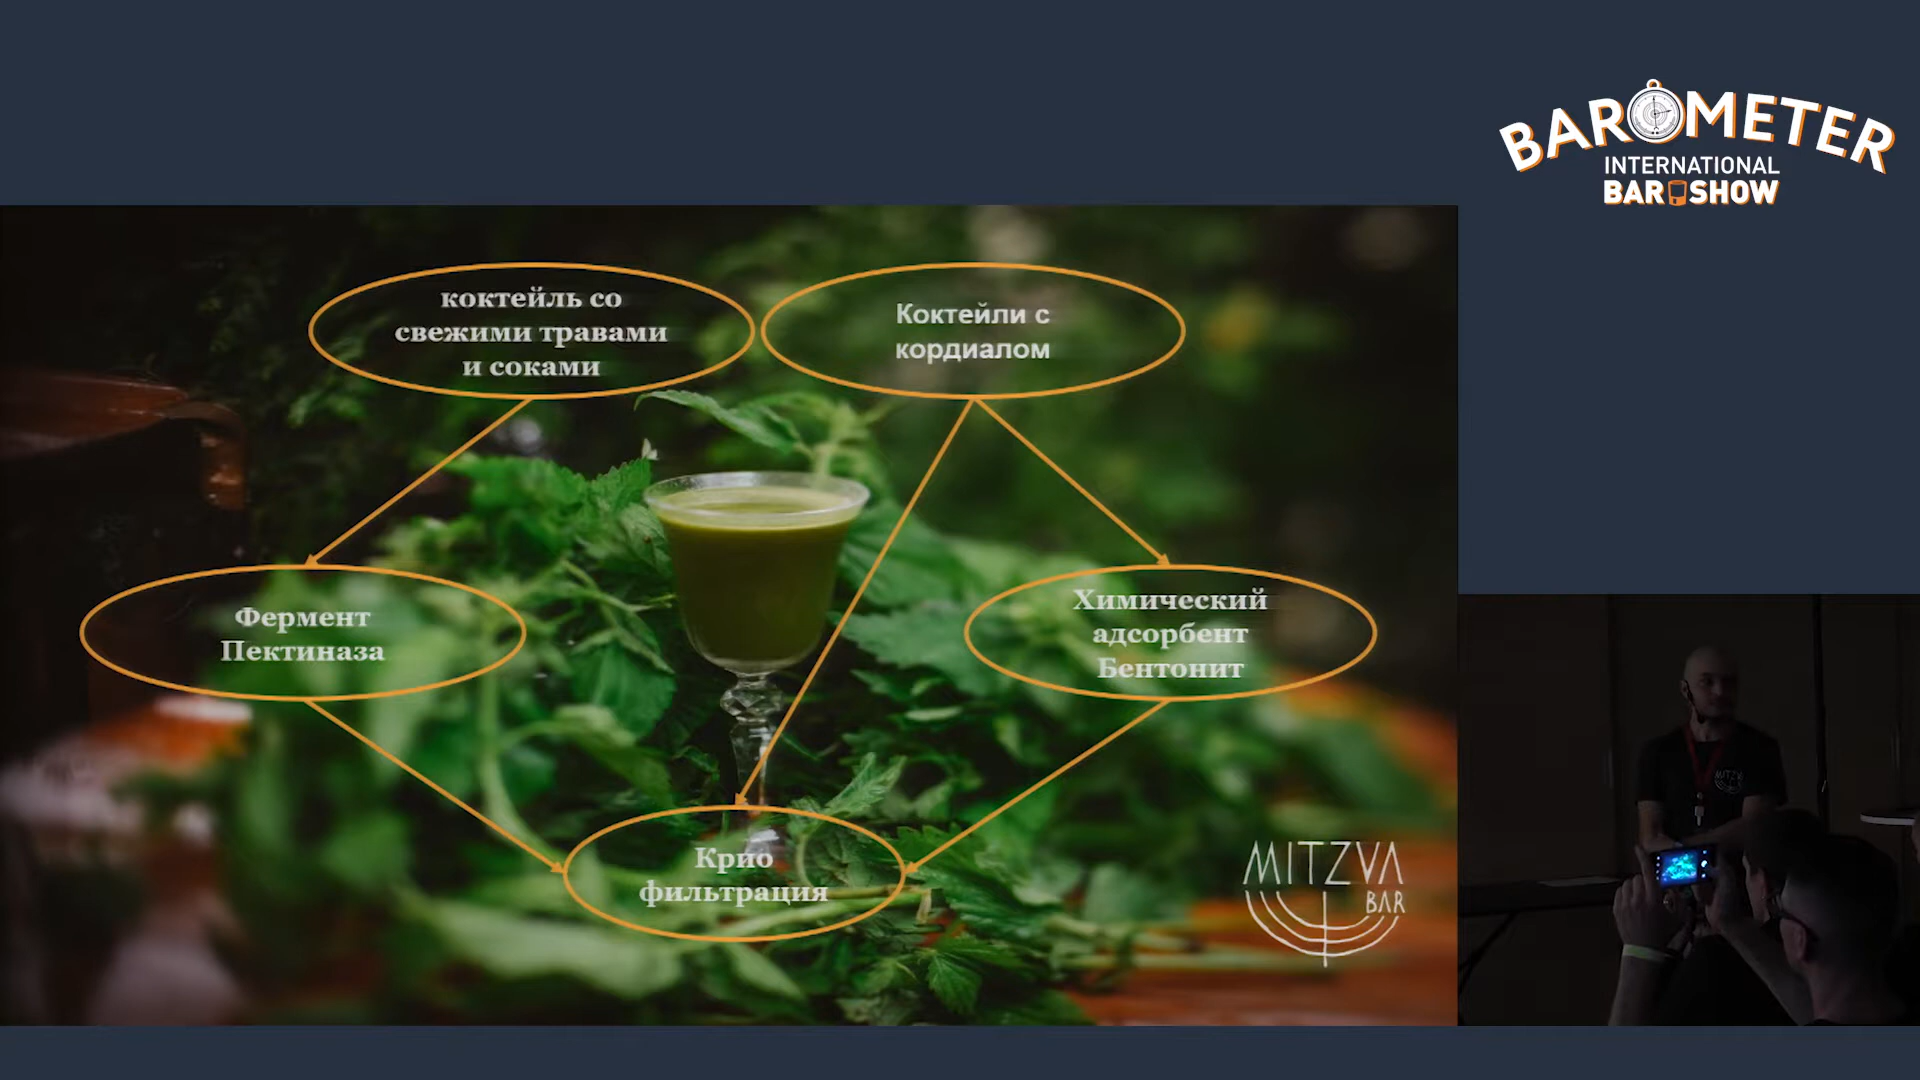 BAROMETER
INTERNATIONAL
BAR SHOW
коктейль со
свежими травами
и соками
Коктейли с
кордиалом
Фермент
Пектиназа
Химический
адсорбент
Бентонит
Крио
фильтрация
MITZVA
BAR
MITZVA